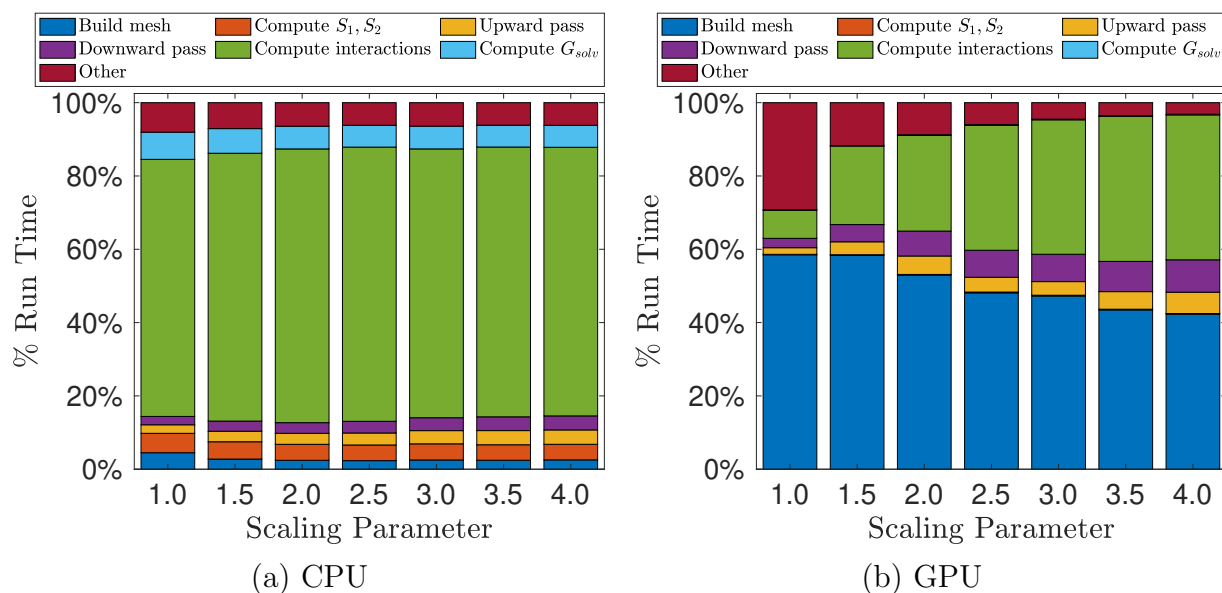 Build mesh Compute S₁, S₂ Upward pass
Downward pass Compute interactions Compute G_solv
Other
100%
80%
60%
40%
20%
0%
% Run Time
1.0 1.5 2.0 2.5 3.0 3.5 4.0
Scaling Parameter
(a) CPU
Build mesh Compute S₁, S₂ Upward pass
Downward pass Compute interactions Compute G_solv
Other
100%
80%
60%
40%
20%
0%
% Run Time
1.0 1.5 2.0 2.5 3.0 3.5 4.0
Scaling Parameter
(b) GPU